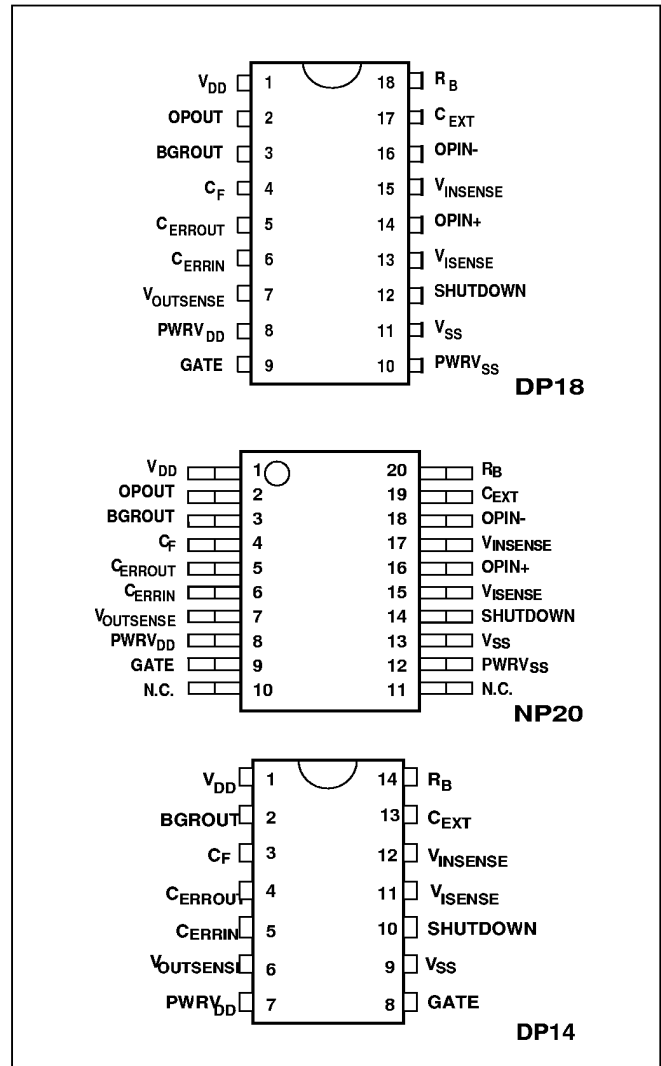 VDD 1 18 RB
OPOUT 2 17 CEXT
BGROUT 3 16 OPIN-
CF 4 15 VINSENSE
CERROUT 5 14 OPIN+
CERRIN 6 13 VISENSE
VOUTSENSE 7 12 SHUTDOWN
PWRVDD 8 11 VSS
GATE 9 10 PWRVSS
DP18
VDD 1 20 RB
OPOUT 2 19 CEXT
BGROUT 3 18 OPIN-
CF 4 17 VINSENSE
CERROUT 5 16 OPIN+
CERRIN 6 15 VISENSE
VOUTSENSE 7 14 SHUTDOWN
PWRVDD 8 13 VSS
GATE 9 12 PWRVSS
N.C. 10 11 N.C.
NP20
VDD 1 14 RB
BGROUT 2 13 CEXT
CF 3 12 VINSENSE
CERROUT 4 11 VISENSE
CERRIN 5 10 SHUTDOWN
VOUTSENSE 6 9 VSS
PWRVDD 7 8 GATE
DP14